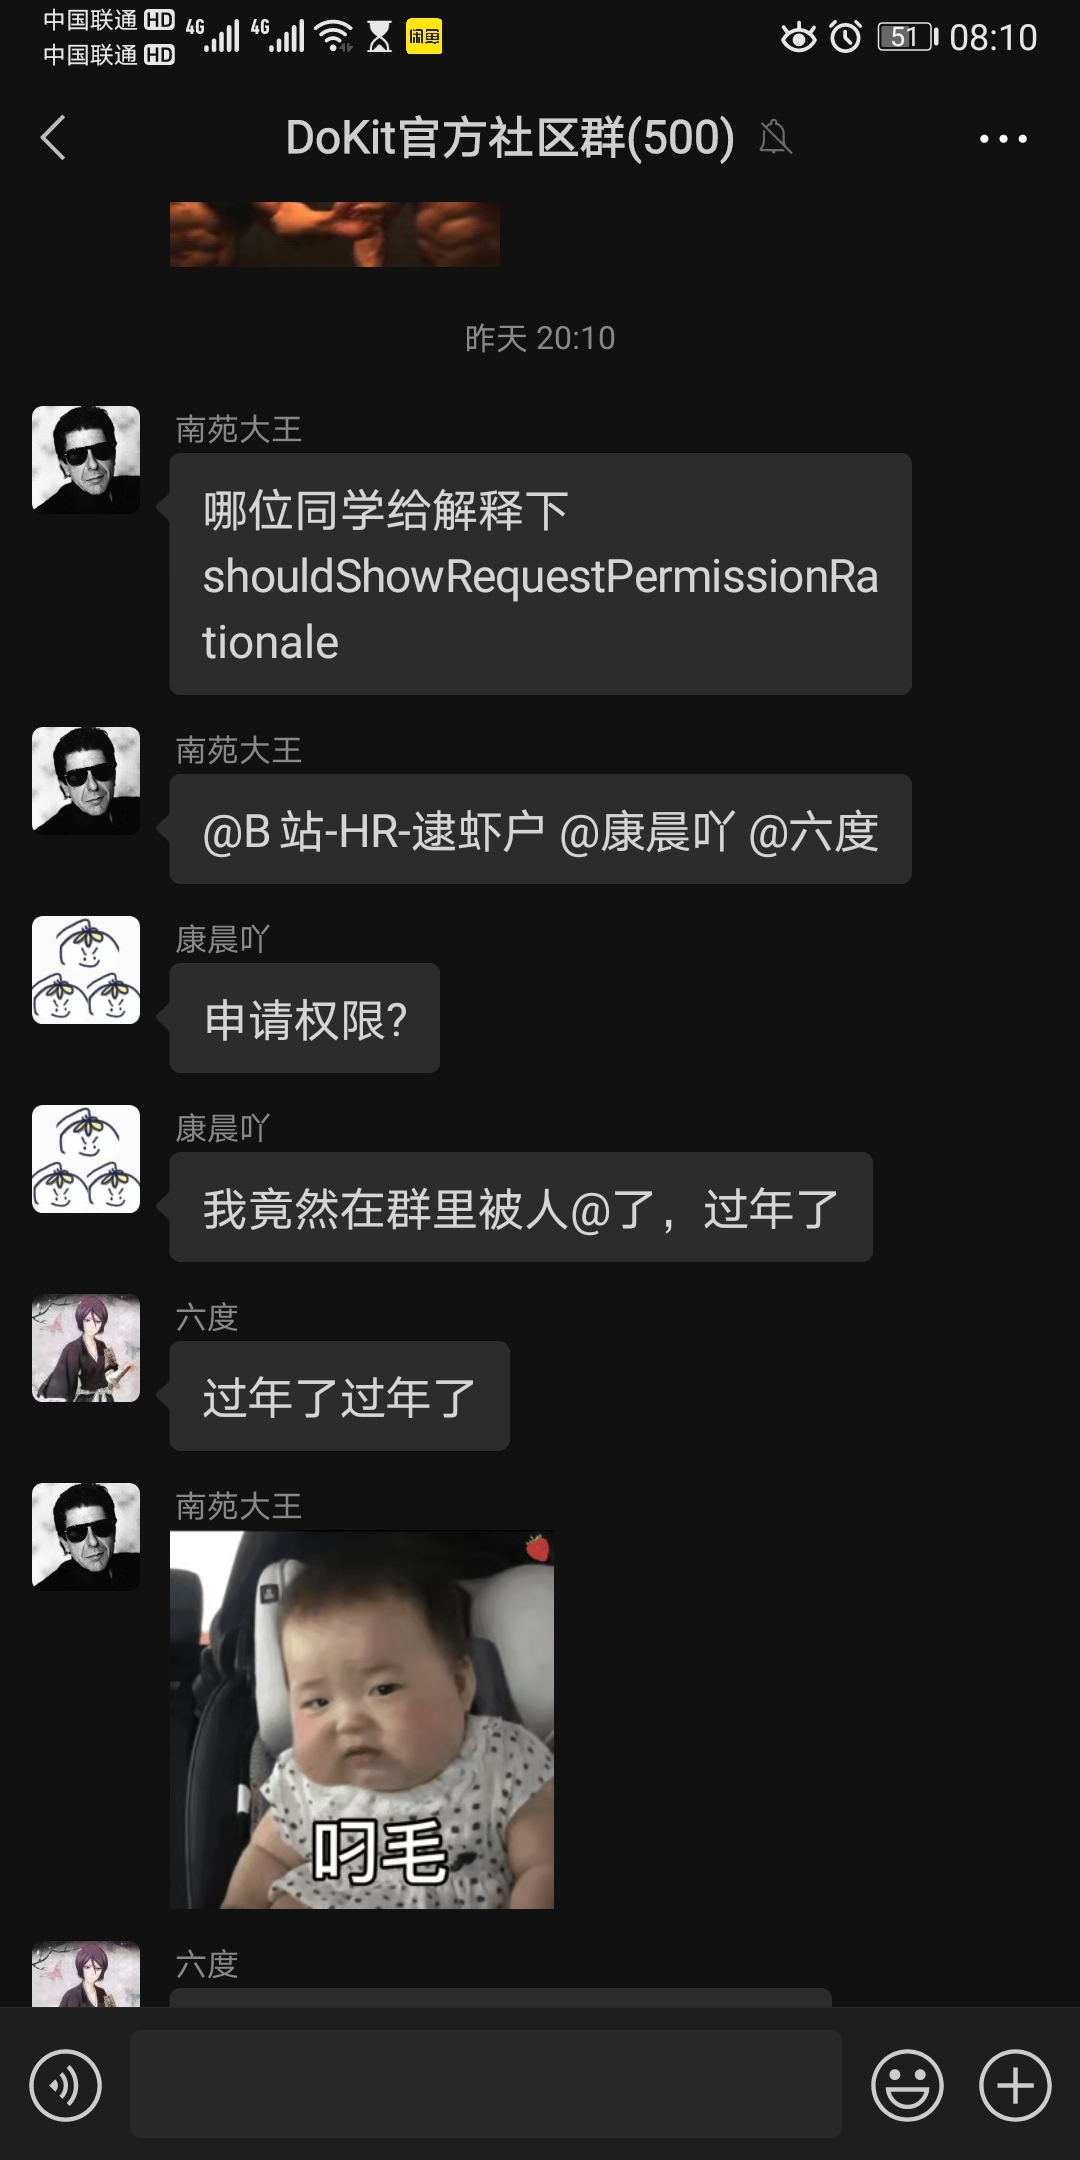 中国联通 HD 4G 4G 闲鱼 51 08:10
中国联通 HD
DoKit官方社区群(500)
昨天 20:10
南苑大王
哪位同学给解释下
shouldShowRequestPermissionRa
tionale
南苑大王
@B 站-HR-逮虾户 @康晨吖 @六度
康晨吖
申请权限?
康晨吖
我竟然在群里被人@了，过年了
六度
过年了过年了
南苑大王
叼毛
六度